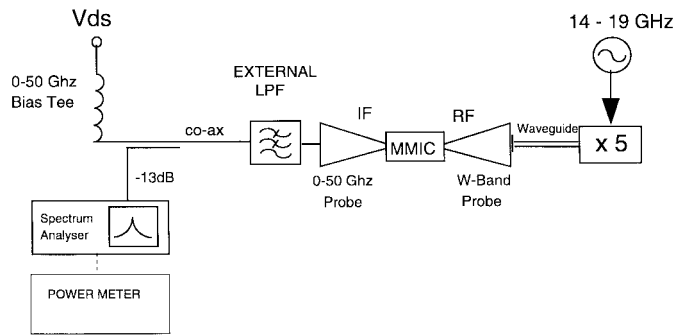 Vds
14 - 19 GHz
0-50 Ghz
Bias Tee
EXTERNAL
LPF
co-ax
IF
RF
Waveguide
MMIC
x 5
-13dB
0-50 Ghz
Probe
W-Band
Probe
Spectrum
Analyser
POWER METER